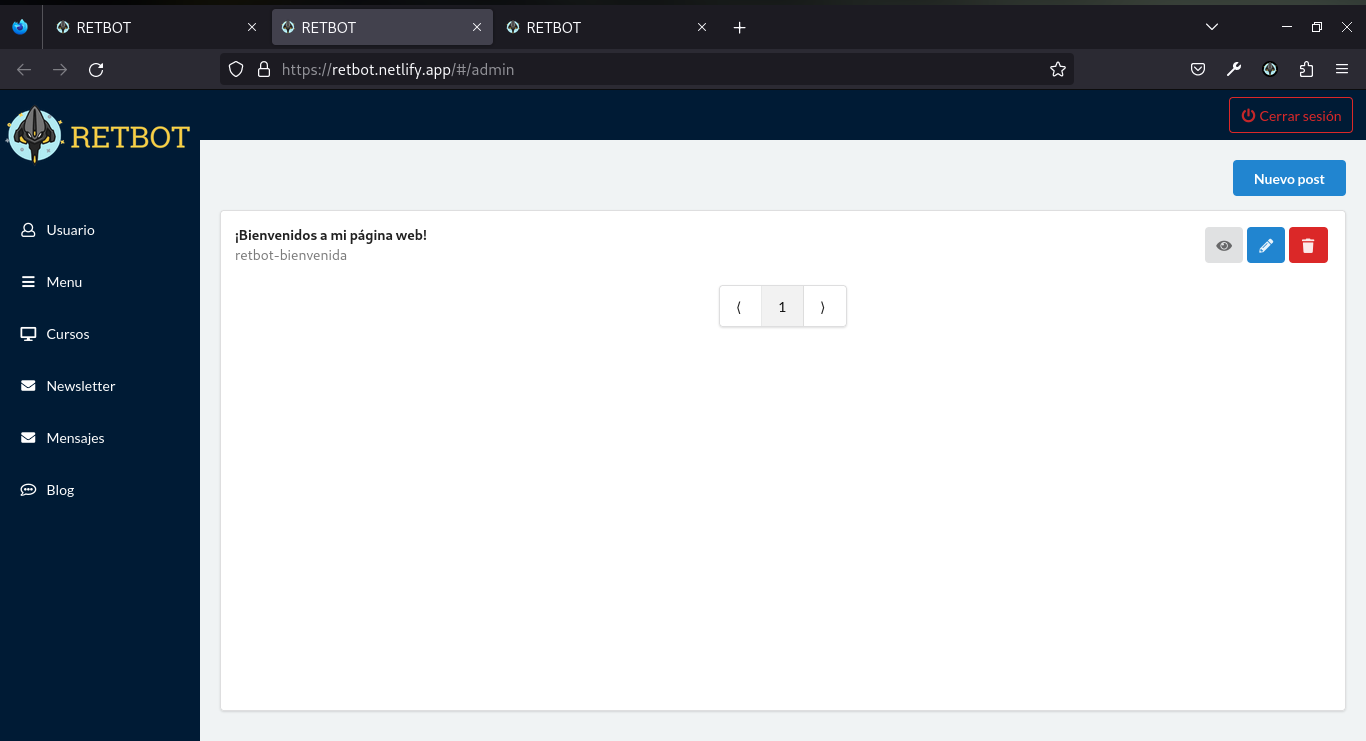 RETBOT
RETBOT
RETBOT
https://retbot.netlify.app/#/admin
RETBOT
Cerrar sesión
Nuevo post
Usuario
Menu
Cursos
Newsletter
Mensajes
Blog
¡Bienvenidos a mi página web!
retbot-bienvenida
⟨ 1 ⟩